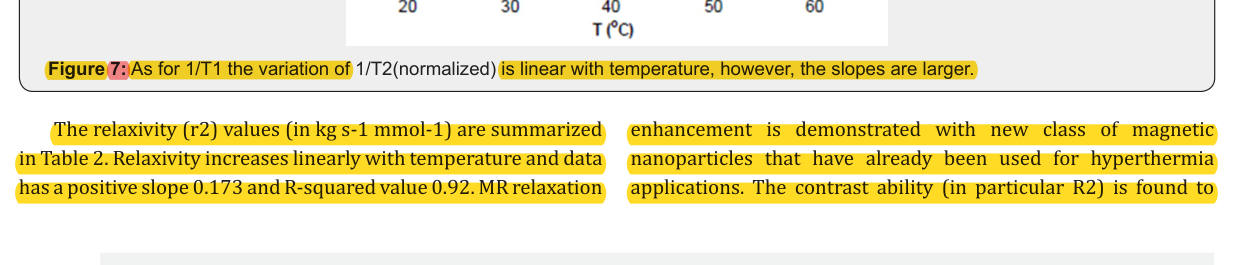 20 30 40 50 60
T (⁰C)
Figure 7: As for 1/T1 the variation of 1/T2(normalized) is linear with temperature, however, the slopes are larger.
The relaxivity (r2) values (in kg s-1 mmol-1) are summarized
in Table 2. Relaxivity increases linearly with temperature and data
has a positive slope 0.173 and R-squared value 0.92. MR relaxation
enhancement is demonstrated with new class of magnetic
nanoparticles that have already been used for hyperthermia
applications. The contrast ability (in particular R2) is found to